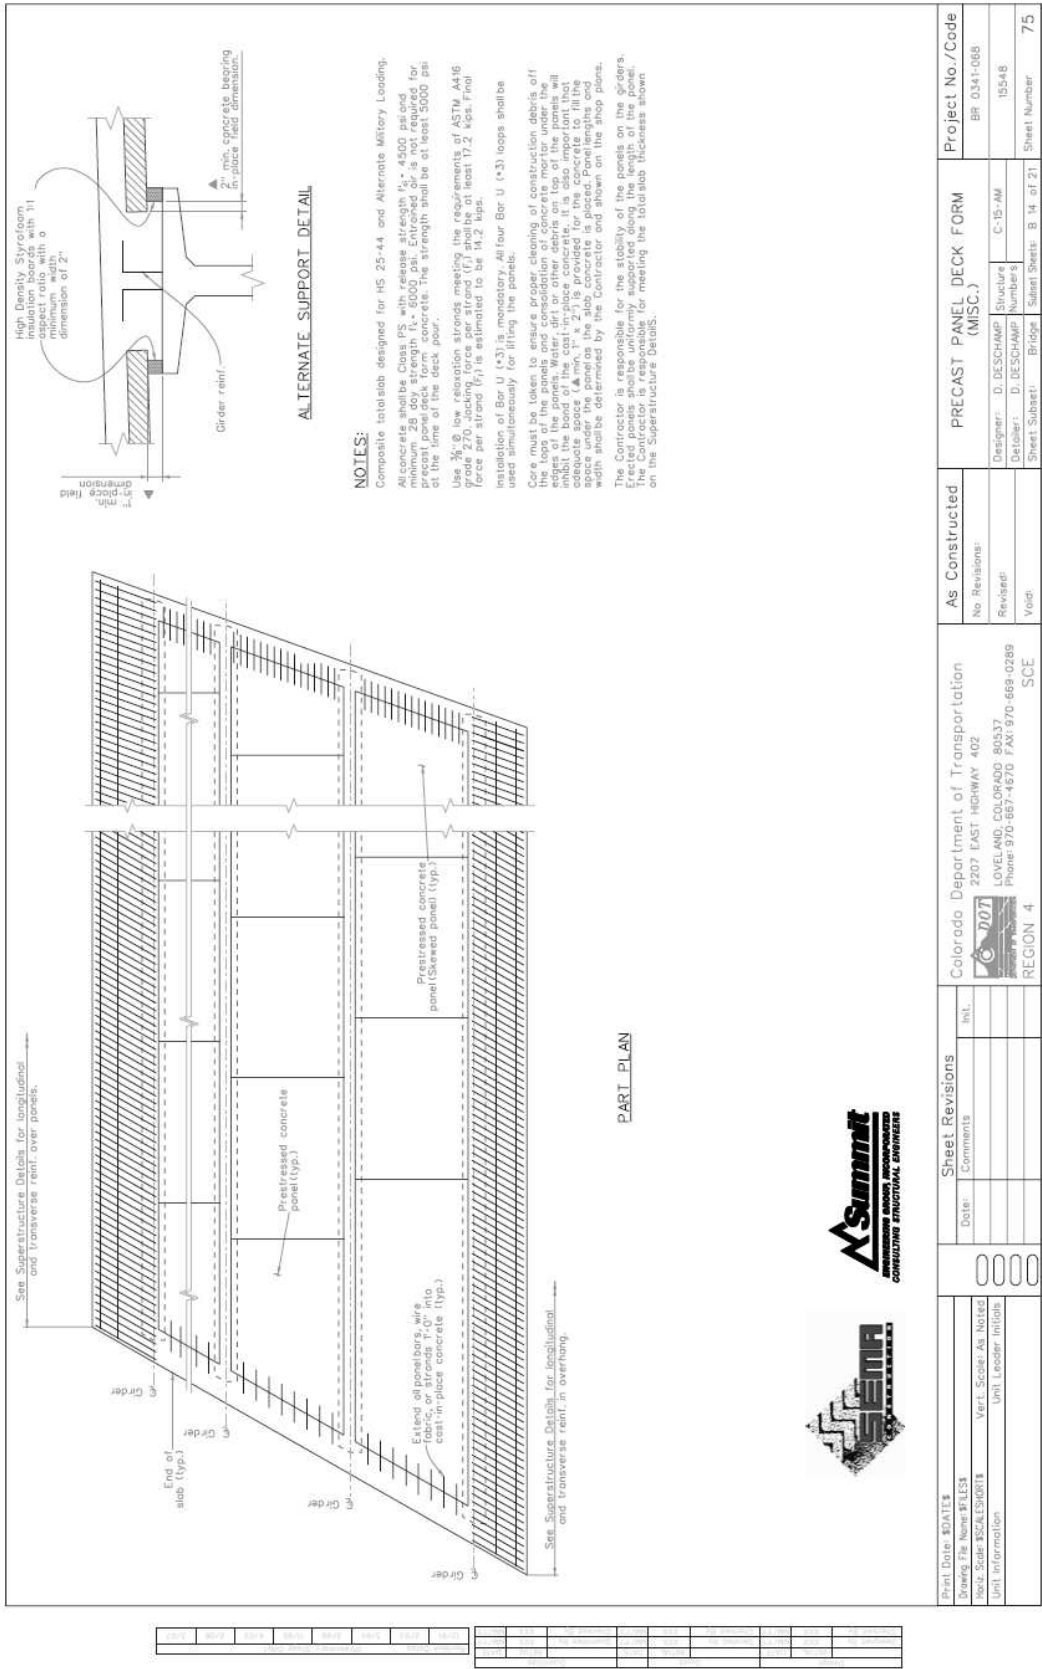 High Density Styrofoam
insulation boards with 1:1
aspect ratio with a
minimum width
dimension of 2"
▲
2" min. concrete bearing
in-place field dimension.
1" min.
in-place field
dimension
▲
Girder reinf.
ALTERNATE SUPPORT DETAIL
NOTES:
Composite total slab designed for HS 25-44 and Alternate Military Loading.
All concrete shall be Class PS with release strength f'ci = 4500 psi and
minimum 28 day strength f'c = 6000 psi. Entrained air is not required for
precast panel deck form concrete. The strength shall be at least 5000 psi
at the time of the deck pour.
Use 3/8" Ø low relaxation strands meeting the requirements of ASTM A416
grade 270. Jacking force per strand (Fj) shall be at least 17.2 kips. Final
force per strand (Ff) is estimated to be 14.2 kips.
Installation of Bar U (#3) is mandatory. All four Bar U (#3) loops shall be
used simultaneously for lifting the panels.
Care must be taken to ensure proper cleaning of construction debris off
the tops of the panels and consolidation of concrete mortar under the
edges of the panels. Water, dirt or other debris on top of the panels will
inhibit the bond of the cast-in-place concrete. It is also important that
adequate space (▲ min. 1" x 2") is provided for the concrete to fill the
space under the panel as the slab concrete is placed. Panel lengths and
width shall be determined by the Contractor and shown on the shop plans.
The Contractor is responsible for the stability of the panels on the girders.
Erected panels shall be uniformly supported along the length of the panel.
The Contractor is responsible for meeting the total slab thickness shown
on the Superstructure Details.
See Superstructure Details for longitudinal
and transverse reinf. over panels.
℄ Girder
℄ Girder
℄ Girder
℄ Girder
End of
slab (typ.)
Prestressed concrete
panel (typ.)
Prestressed concrete
panel (Skewed panel) (typ.)
Extend all panel bars, wire
fabric, or strands 1'-0" into
cast-in-place concrete (typ.)
See Superstructure Details for longitudinal
and transverse reinf. in overhang.
PART PLAN
SEMA
CONSTRUCTION
Summit
ENGINEERING GROUP, INCORPORATED
CONSULTING STRUCTURAL ENGINEERS
Print Date: $DATE$
Drawing File Name: $FILES$
Horiz. Scale: $SCALESHORT$ Vert. Scale: As Noted
Unit Information Unit Leader Initials
Sheet Revisions
Date: Comments Init.
Colorado Department of Transportation
DOT
2207 EAST HIGHWAY 402
LOVELAND, COLORADO 80537
Phone: 970-667-4670 FAX: 970-669-0289
REGION 4 SCE
As Constructed
No Revisions:
Revised:
Void:
PRECAST PANEL DECK FORM
(MISC.)
Designer: D. DESCHAMP
Detailer: D. DESCHAMP
Structure
Numbers
C-15-AM
Sheet Subset: Bridge Subset Sheets: B 14 of 21
Project No./Code
BR 0341-068
15548
Sheet Number 75